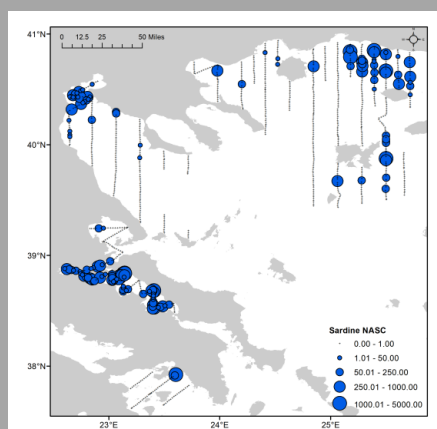 41°N
0 12.5 25 50 Miles
40°N
39°N
38°N
Sardine NASC
0.00 - 1.00
1.01 - 50.00
50.01 - 250.00
250.01 - 1000.00
1000.01 - 5000.00
23°E 24°E 25°E